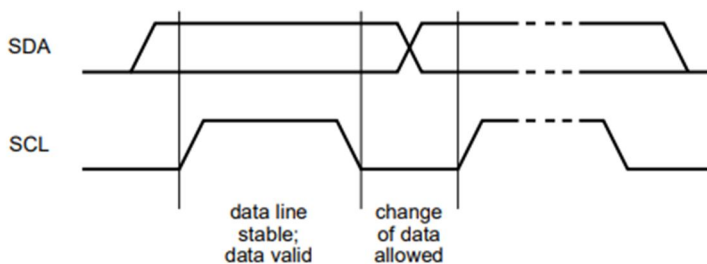 SDA
SCL
data line
stable;
data valid
change
of data
allowed